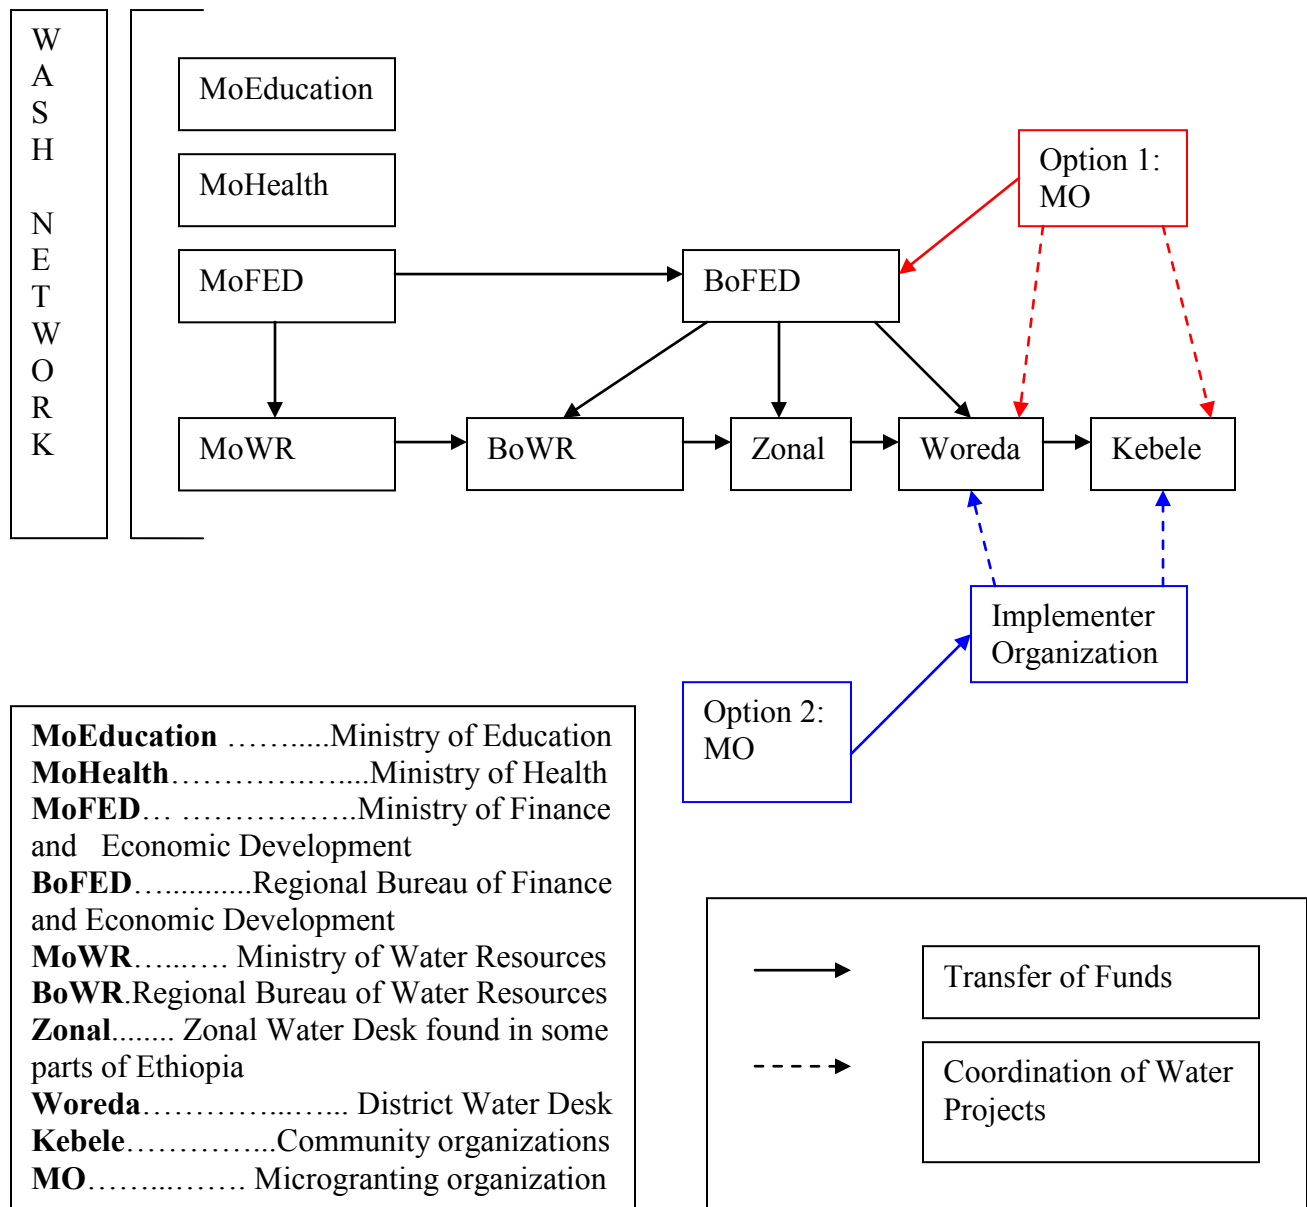 W
A
S
H
N
E
T
W
O
R
K
MoEducation
MoHealth
MoFED
BoFED
Option 1:
MO
MoWR
BoWR
Zonal
Woreda
Kebele
Implementer
Organization
Option 2:
MO
MoEducation …….....Ministry of Education
MoHealth………….…....Ministry of Health
MoFED… ……………..Ministry of Finance
and Economic Development
BoFED….........…Regional Bureau of Finance
and Economic Development
MoWR…...…. Ministry of Water Resources
BoWR.Regional Bureau of Water Resources
Zonal........ Zonal Water Desk found in some
parts of Ethiopia
Woreda…………...…... District Water Desk
Kebele…………...Community organizations
MO……...……. Microgranting organization
Transfer of Funds
Coordination of Water
Projects